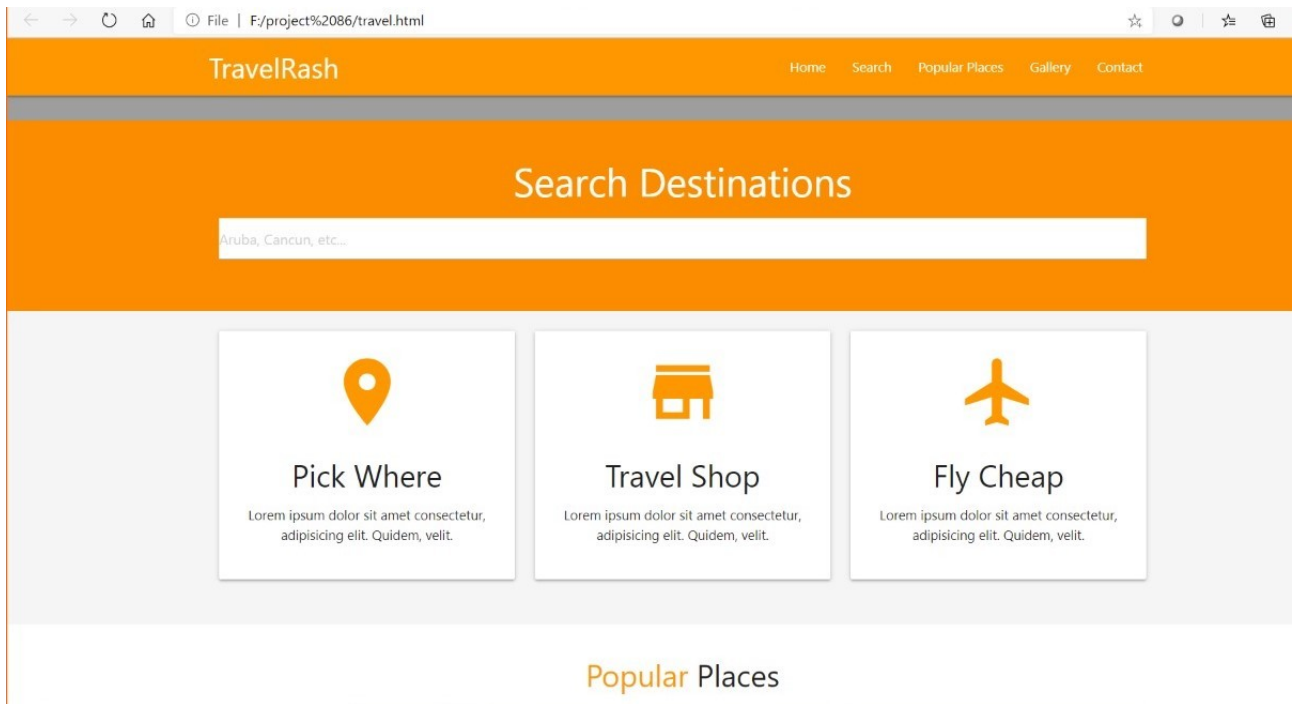 File | F:/project%2086/travel.html
TravelRash
Home Search Popular Places Gallery Contact
Search Destinations
Aruba, Cancun, etc...
Pick Where
Lorem ipsum dolor sit amet consectetur,
adipisicing elit. Quidem, velit.
Travel Shop
Lorem ipsum dolor sit amet consectetur,
adipisicing elit. Quidem, velit.
Fly Cheap
Lorem ipsum dolor sit amet consectetur,
adipisicing elit. Quidem, velit.
Popular Places